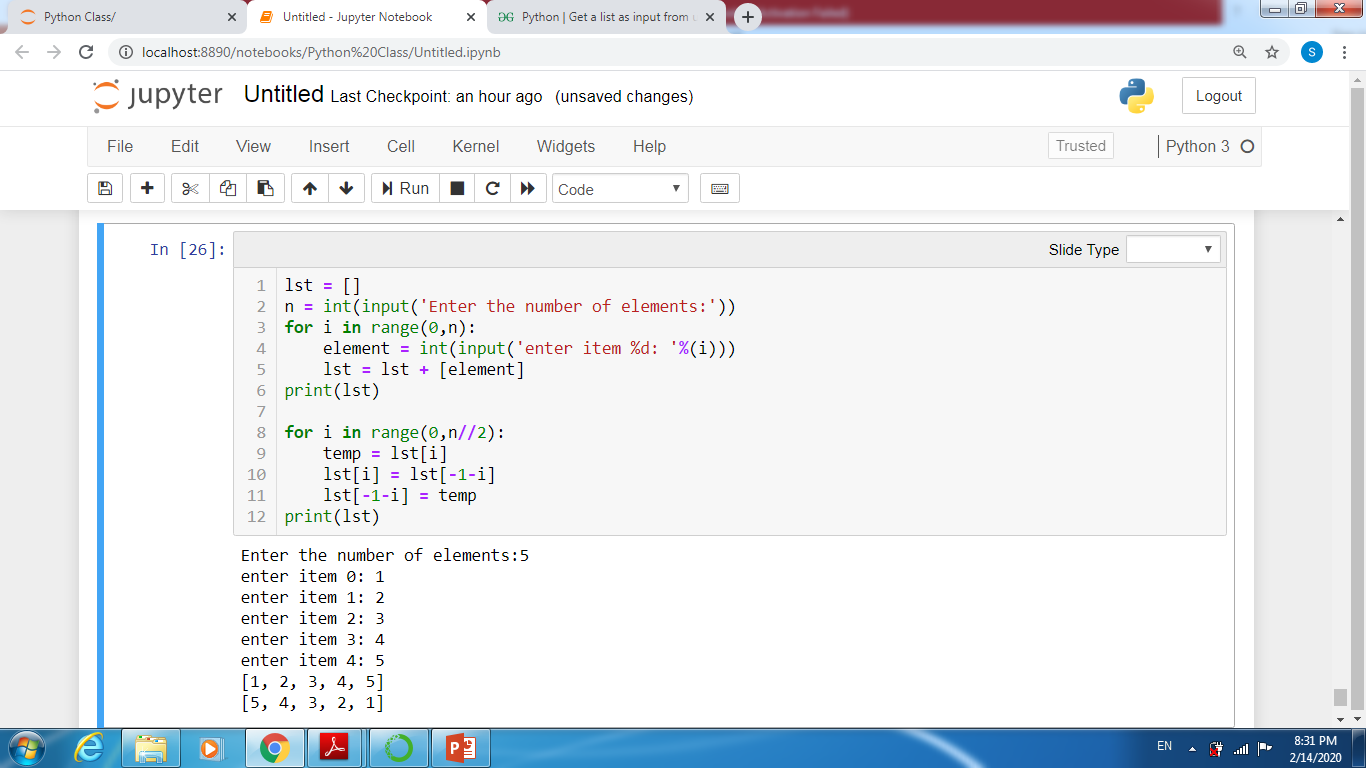 Python Class/
Untitled - Jupyter Notebook
Python | Get a list as input from u
localhost:8890/notebooks/Python%20Class/Untitled.ipynb
S
jupyter Untitled Last Checkpoint: an hour ago (unsaved changes)
Logout
File Edit View Insert Cell Kernel Widgets Help
Trusted
Python 3
Run
Code
In [26]:
Slide Type
1 lst = []
2 n = int(input('Enter the number of elements:'))
3 for i in range(0,n):
4     element = int(input('enter item %d: '%(i)))
5     lst = lst + [element]
6 print(lst)
7
8 for i in range(0,n//2):
9     temp = lst[i]
10     lst[i] = lst[-1-i]
11     lst[-1-i] = temp
12 print(lst)
Enter the number of elements:5
enter item 0: 1
enter item 1: 2
enter item 2: 3
enter item 3: 4
enter item 4: 5
[1, 2, 3, 4, 5]
[5, 4, 3, 2, 1]
EN
8:31 PM
2/14/2020